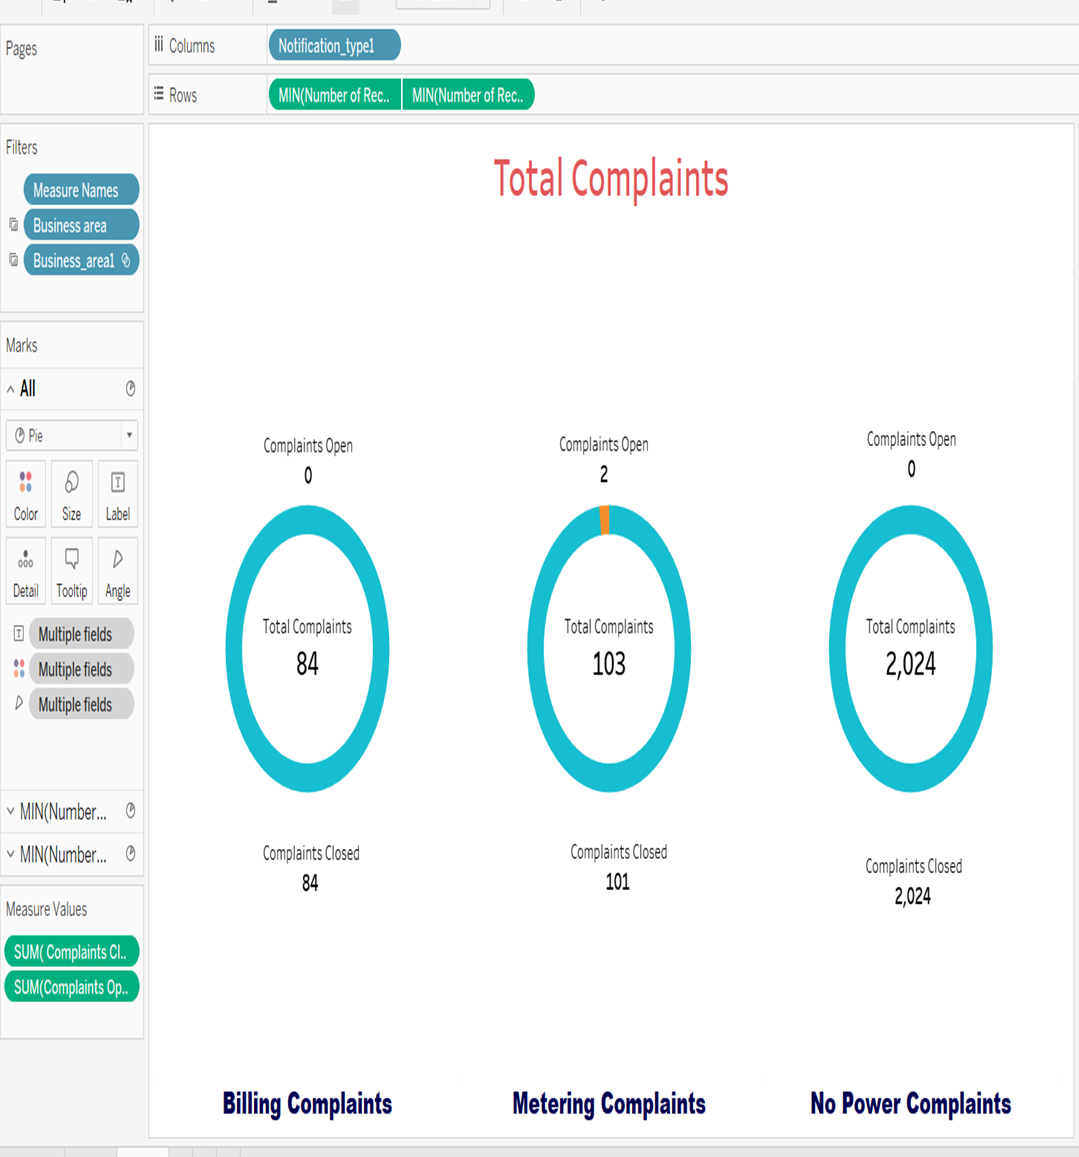 Pages
Columns
Notification_type1
Rows
MIN(Number of Rec..
MIN(Number of Rec..
Filters
Measure Names
Business area
Business_area1
Marks
All
Pie
Color
Size
Label
Detail
Tooltip
Angle
Multiple fields
Multiple fields
Multiple fields
MIN(Number...
MIN(Number...
Measure Values
SUM( Complaints Cl..
SUM(Complaints Op..
Total Complaints
Complaints Open
0
Total Complaints
84
Complaints Closed
84
Billing Complaints
Complaints Open
2
Total Complaints
103
Complaints Closed
101
Metering Complaints
Complaints Open
0
Total Complaints
2,024
Complaints Closed
2,024
No Power Complaints